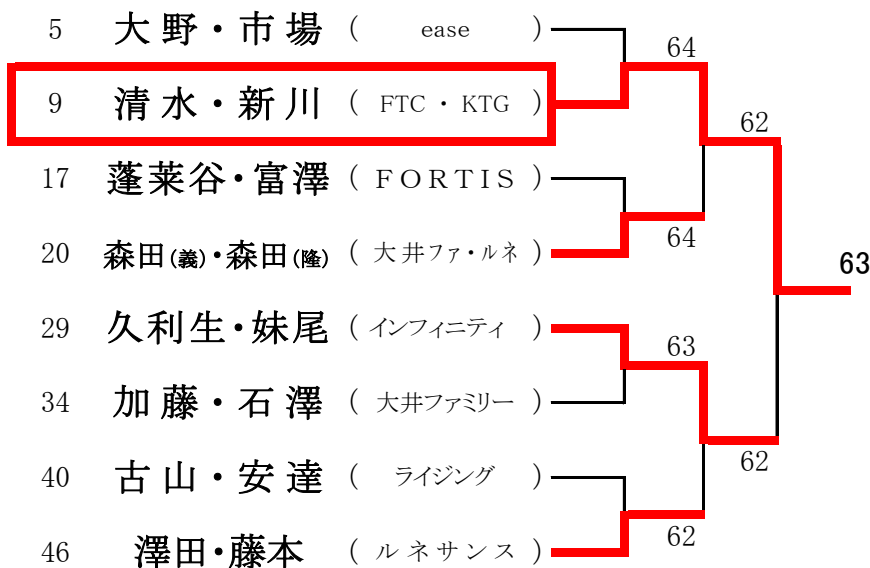 5 大野・市場 ( ease )
64
9 清水・新川 ( FTC ・ KTG )
62
17 蓬莱谷・富澤 ( FORTIS )
64
20 森田(義)・森田(隆) ( 大井ファ・ルネ )
63
29 久利生・妹尾 ( インフィニティ )
63
34 加藤・石澤 ( 大井ファミリー )
62
40 古山・安達 ( ライジング )
62
46 澤田・藤本 ( ルネサンス )